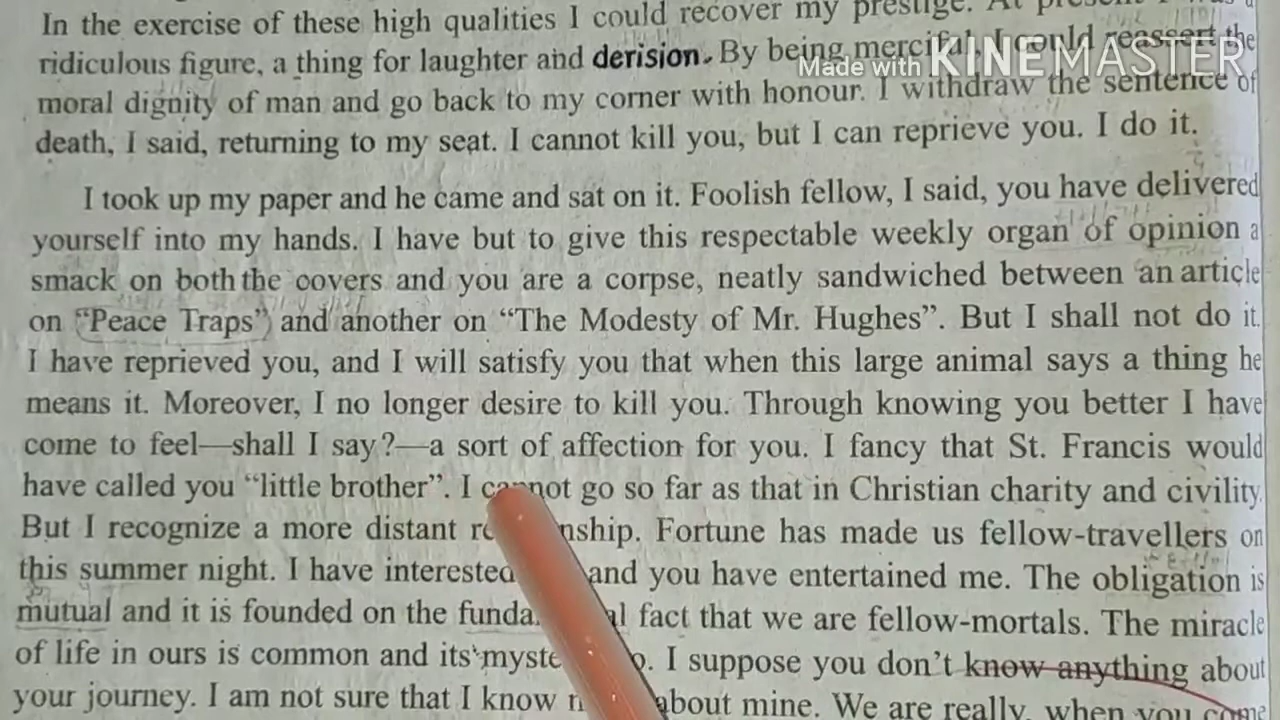 In the exercise of these high qualities I could recover my prestige. At present I was a
ridiculous figure, a thing for laughter and derision. By being merciful I could reassert the
Made with KINEMASTER
moral dignity of man and go back to my corner with honour. I withdraw the sentence of
death, I said, returning to my seat. I cannot kill you, but I can reprieve you. I do it.
I took up my paper and he came and sat on it. Foolish fellow, I said, you have delivered
yourself into my hands. I have but to give this respectable weekly organ of opinion a
smack on both the covers and you are a corpse, neatly sandwiched between an article
on “Peace Traps” and another on “The Modesty of Mr. Hughes”. But I shall not do it.
I have reprieved you, and I will satisfy you that when this large animal says a thing he
means it. Moreover, I no longer desire to kill you. Through knowing you better I have
come to feel—shall I say?—a sort of affection for you. I fancy that St. Francis would
have called you “little brother”. I cannot go so far as that in Christian charity and civility.
But I recognize a more distant nship. Fortune has made us fellow-travellers on
this summer night. I have interested and you have entertained me. The obligation is
mutual and it is founded on the funda l fact that we are fellow-mortals. The miracle
of life in ours is common and its myste o. I suppose you don’t know anything about
your journey. I am not sure that I know about mine. We are really, when you come